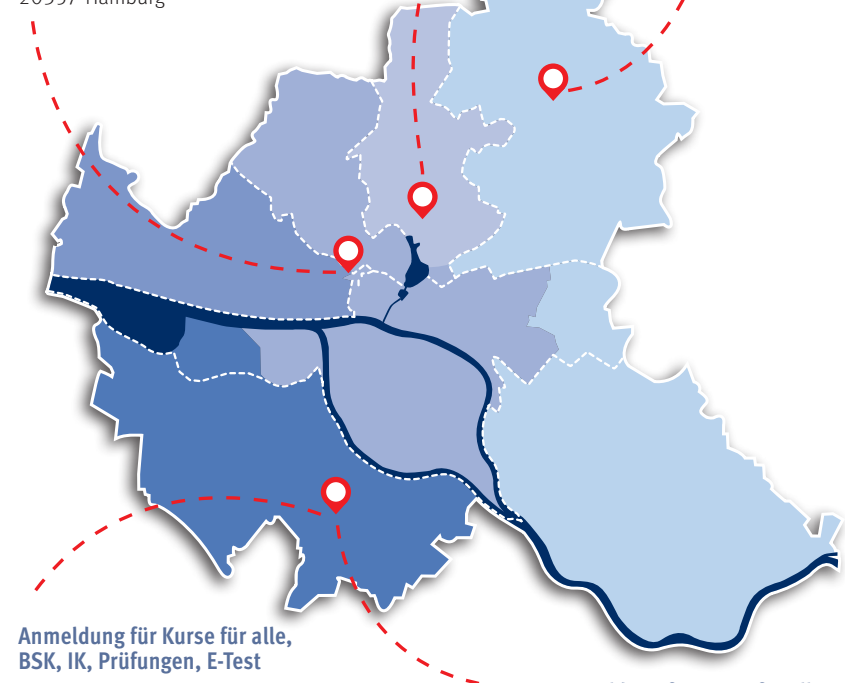 20357 Hamburg
Anmeldung für Kurse für alle,
BSK, IK, Prüfungen, E-Test